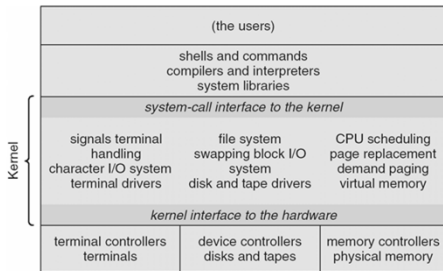 (the users)
shells and commands
compilers and interpreters
system libraries
system-call interface to the kernel
Kernel
signals terminal
handling
character I/O system
terminal drivers
file system
swapping block I/O
system
disk and tape drivers
CPU scheduling
page replacement
demand paging
virtual memory
kernel interface to the hardware
terminal controllers
terminals
device controllers
disks and tapes
memory controllers
physical memory